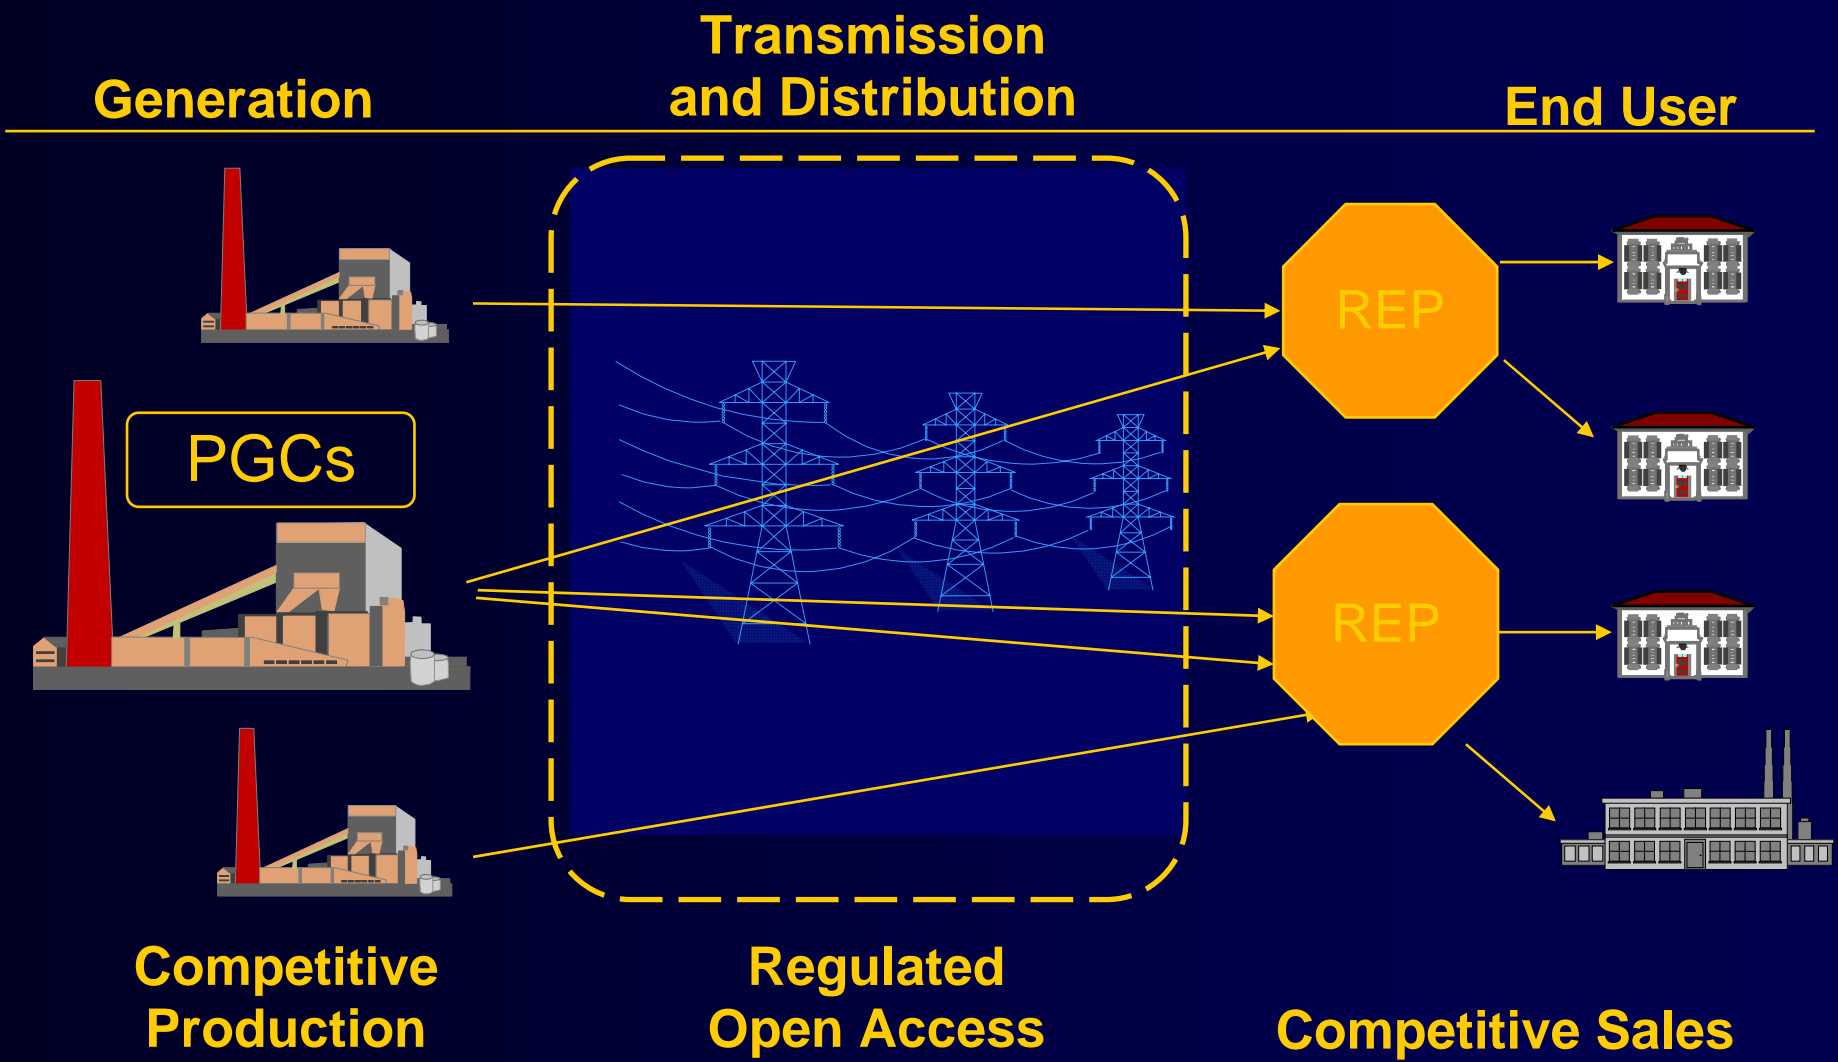 Transmission
and Distribution
Generation
End User
REP
PGCs
REP
Competitive
Production
Regulated
Open Access
Competitive Sales